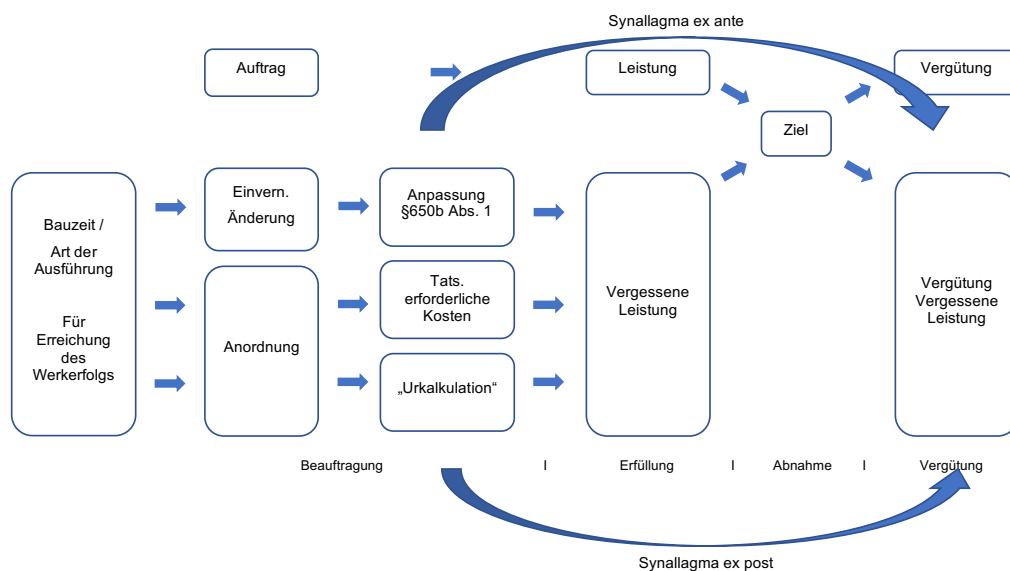 Synallagma ex ante
Auftrag
Leistung
Vergütung
Ziel
Bauzeit /
Art der
Ausführung
Für
Erreichung
des
Werkerfolgs
Einvern.
Änderung
Anordnung
Anpassung
§650b Abs. 1
Tats.
erforderliche
Kosten
„Urkalkulation“
Vergessene
Leistung
Vergütung
Vergessene
Leistung
Beauftragung I Erfüllung I Abnahme I Vergütung
Synallagma ex post